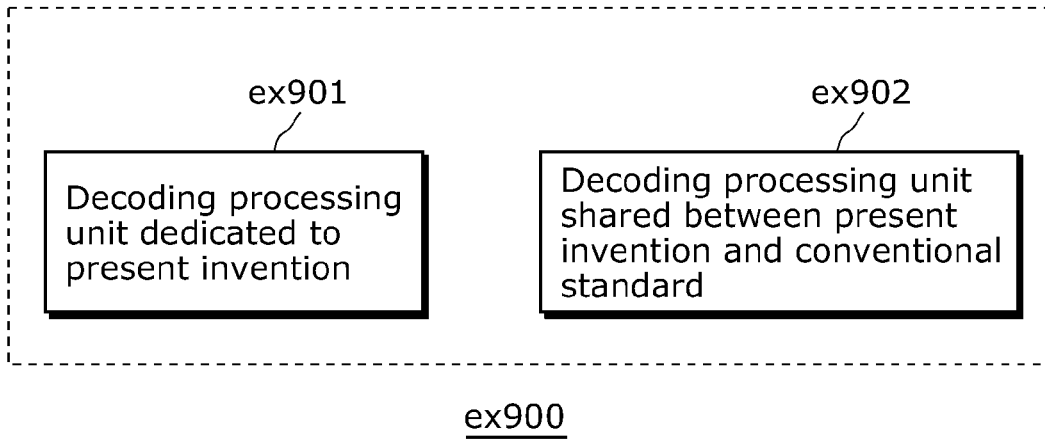 ex901
ex902
Decoding processing
unit dedicated to
present invention
Decoding processing unit
shared between present
invention and conventional
standard
ex900